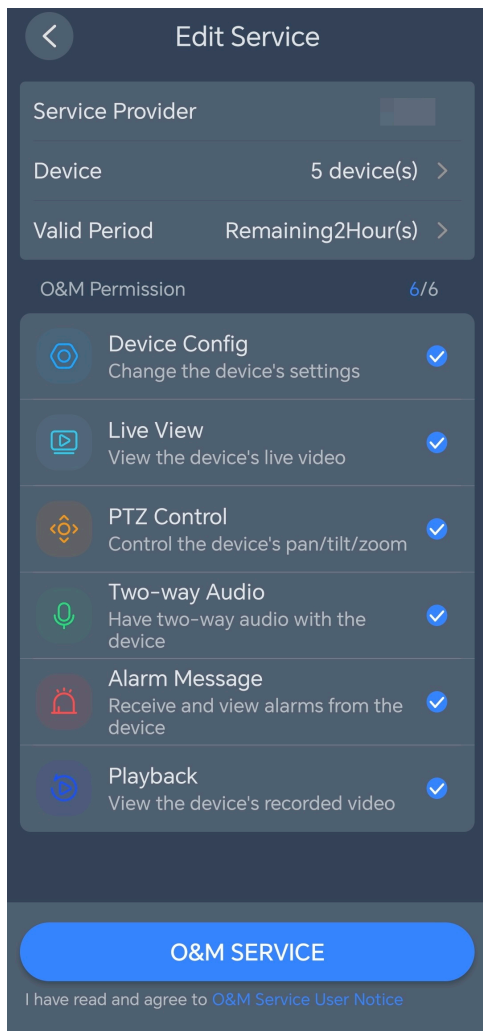 Edit Service
Service Provider
Device 5 device(s)
Valid Period Remaining2Hour(s)
O&M Permission 6/6
Device Config
Change the device's settings
Live View
View the device's live video
PTZ Control
Control the device's pan/tilt/zoom
Two-way Audio
Have two-way audio with the
device
Alarm Message
Receive and view alarms from the
device
Playback
View the device's recorded video
O&M SERVICE
I have read and agree to O&M Service User Notice